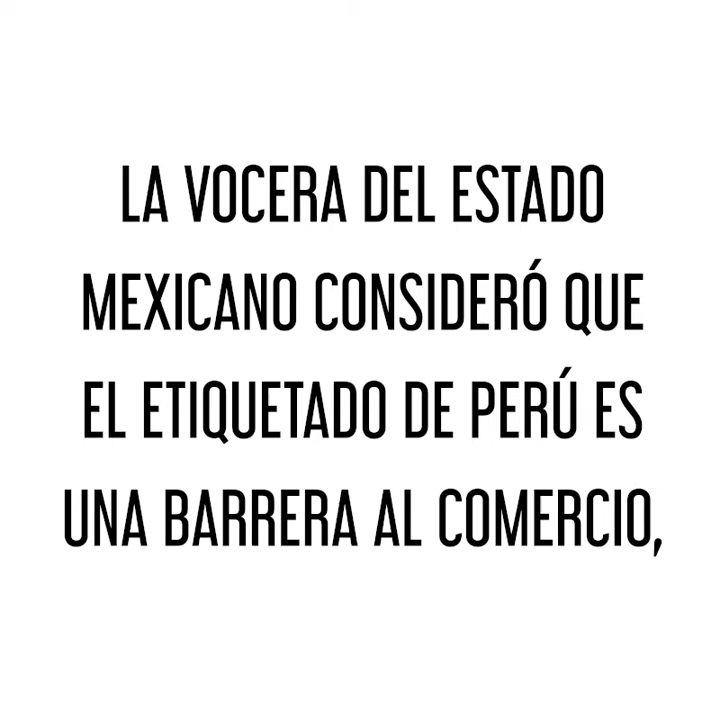 LA VOCERA DEL ESTADO
MEXICANO CONSIDERÓ QUE
EL ETIQUETADO DE PERÚ ES
UNA BARRERA AL COMERCIO,